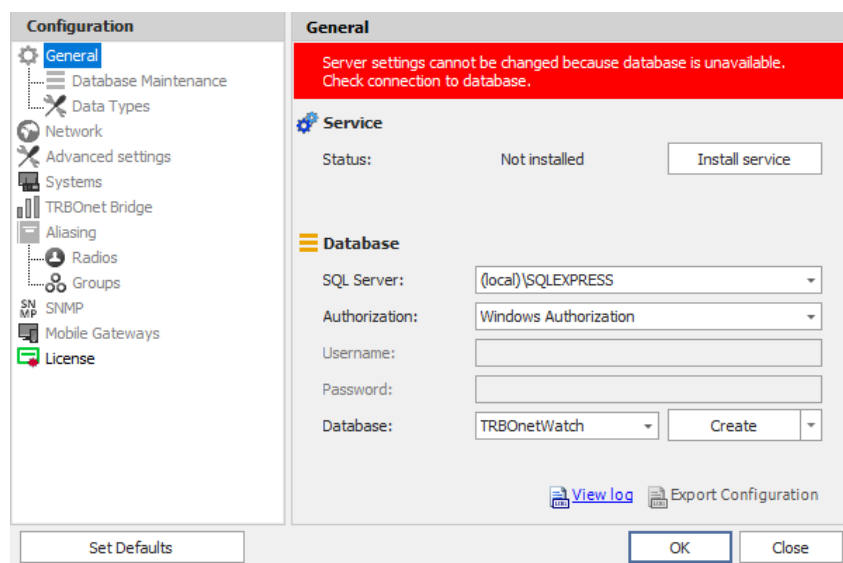 Configuration
General
Database Maintenance
Data Types
Network
Advanced settings
Systems
TRBOnet Bridge
Aliasing
Radios
Groups
SN
MP
SNMP
Mobile Gateways
License
General
Server settings cannot be changed because database is unavailable.
Check connection to database.
Service
Status: Not installed Install service
Database
SQL Server: (local)\SQLEXPRESS
Authorization: Windows Authorization
Username:
Password:
Database: TRBOnetWatch Create
LOG View log LOG Export Configuration
Set Defaults OK Close